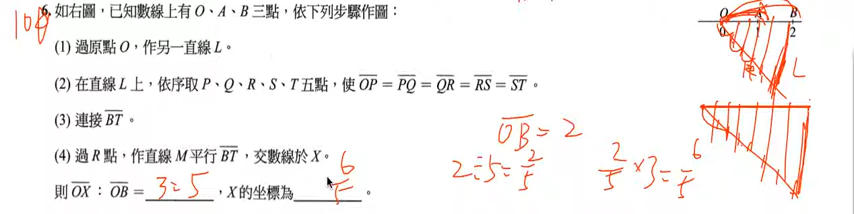 6. 如右圖，已知數線上有 O、A、B 三點，依下列步驟作圖：
(1) 過原點 O，作另一直線 L。
(2) 在直線 L 上，依序取 P、Q、R、S、T 五點，使 OP = PQ = QR = RS = ST。
(3) 連接 BT。
(4) 過 R 點，作直線 M 平行 BT，交數線於 X。
則 OX：OB = 3:5，X 的坐標為 6/5。
OB = 2
2÷5=2/5
2/5×3=6/5
O A B
0 1 2
L